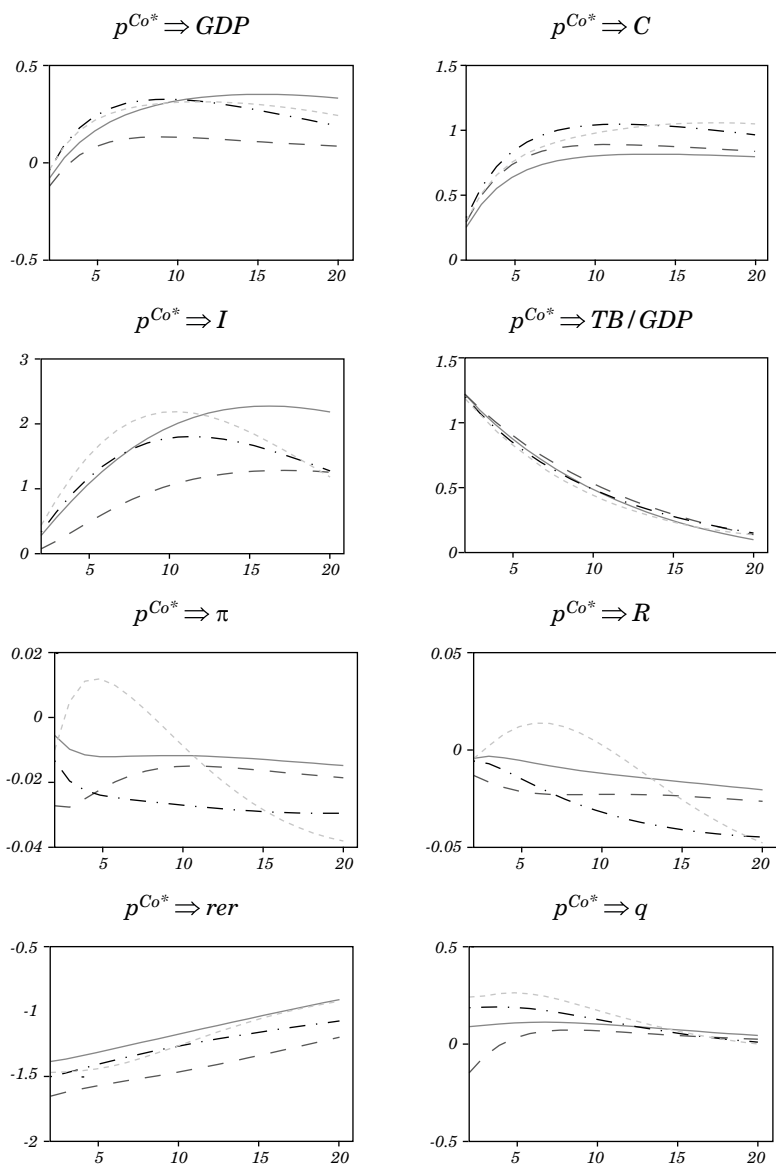 p^{Co*} ⇒ GDP
p^{Co*} ⇒ C
0.5
0
-0.5
5 10 15 20
1.5
1
0.5
0
5 10 15 20
p^{Co*} ⇒ I
p^{Co*} ⇒ TB / GDP
3
2
1
0
5 10 15 20
1.5
1
0.5
0
5 10 15 20
p^{Co*} ⇒ π
p^{Co*} ⇒ R
0.02
0
-0.02
-0.04
5 10 15 20
0.05
0
-0.05
5 10 15 20
p^{Co*} ⇒ rer
p^{Co*} ⇒ q
-0.5
-1
-1.5
-2
5 10 15 20
0.5
0
-0.5
5 10 15 20